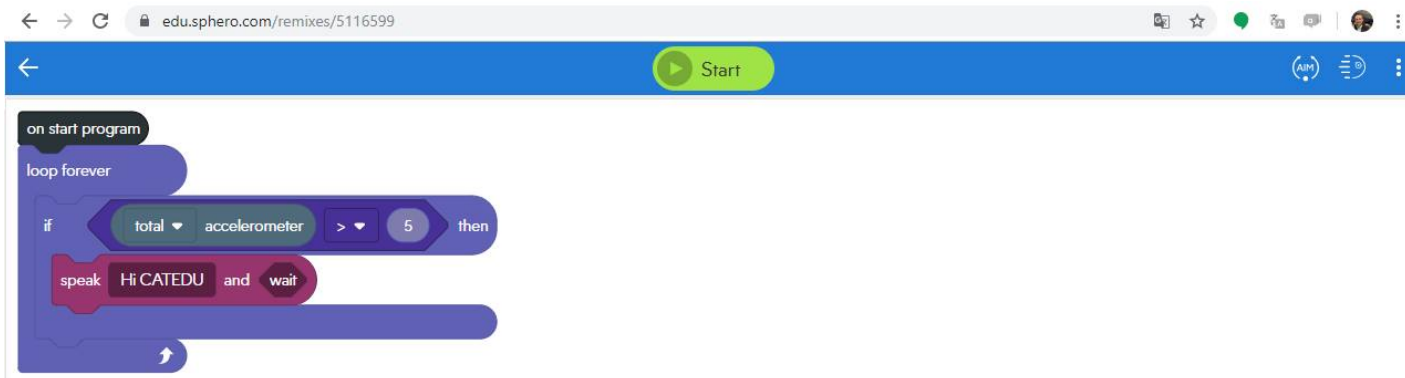 edu.sphero.com/remixes/5116599
Start
AIM
on start program
loop forever
if total accelerometer > 5 then
speak Hi CATEDU and wait